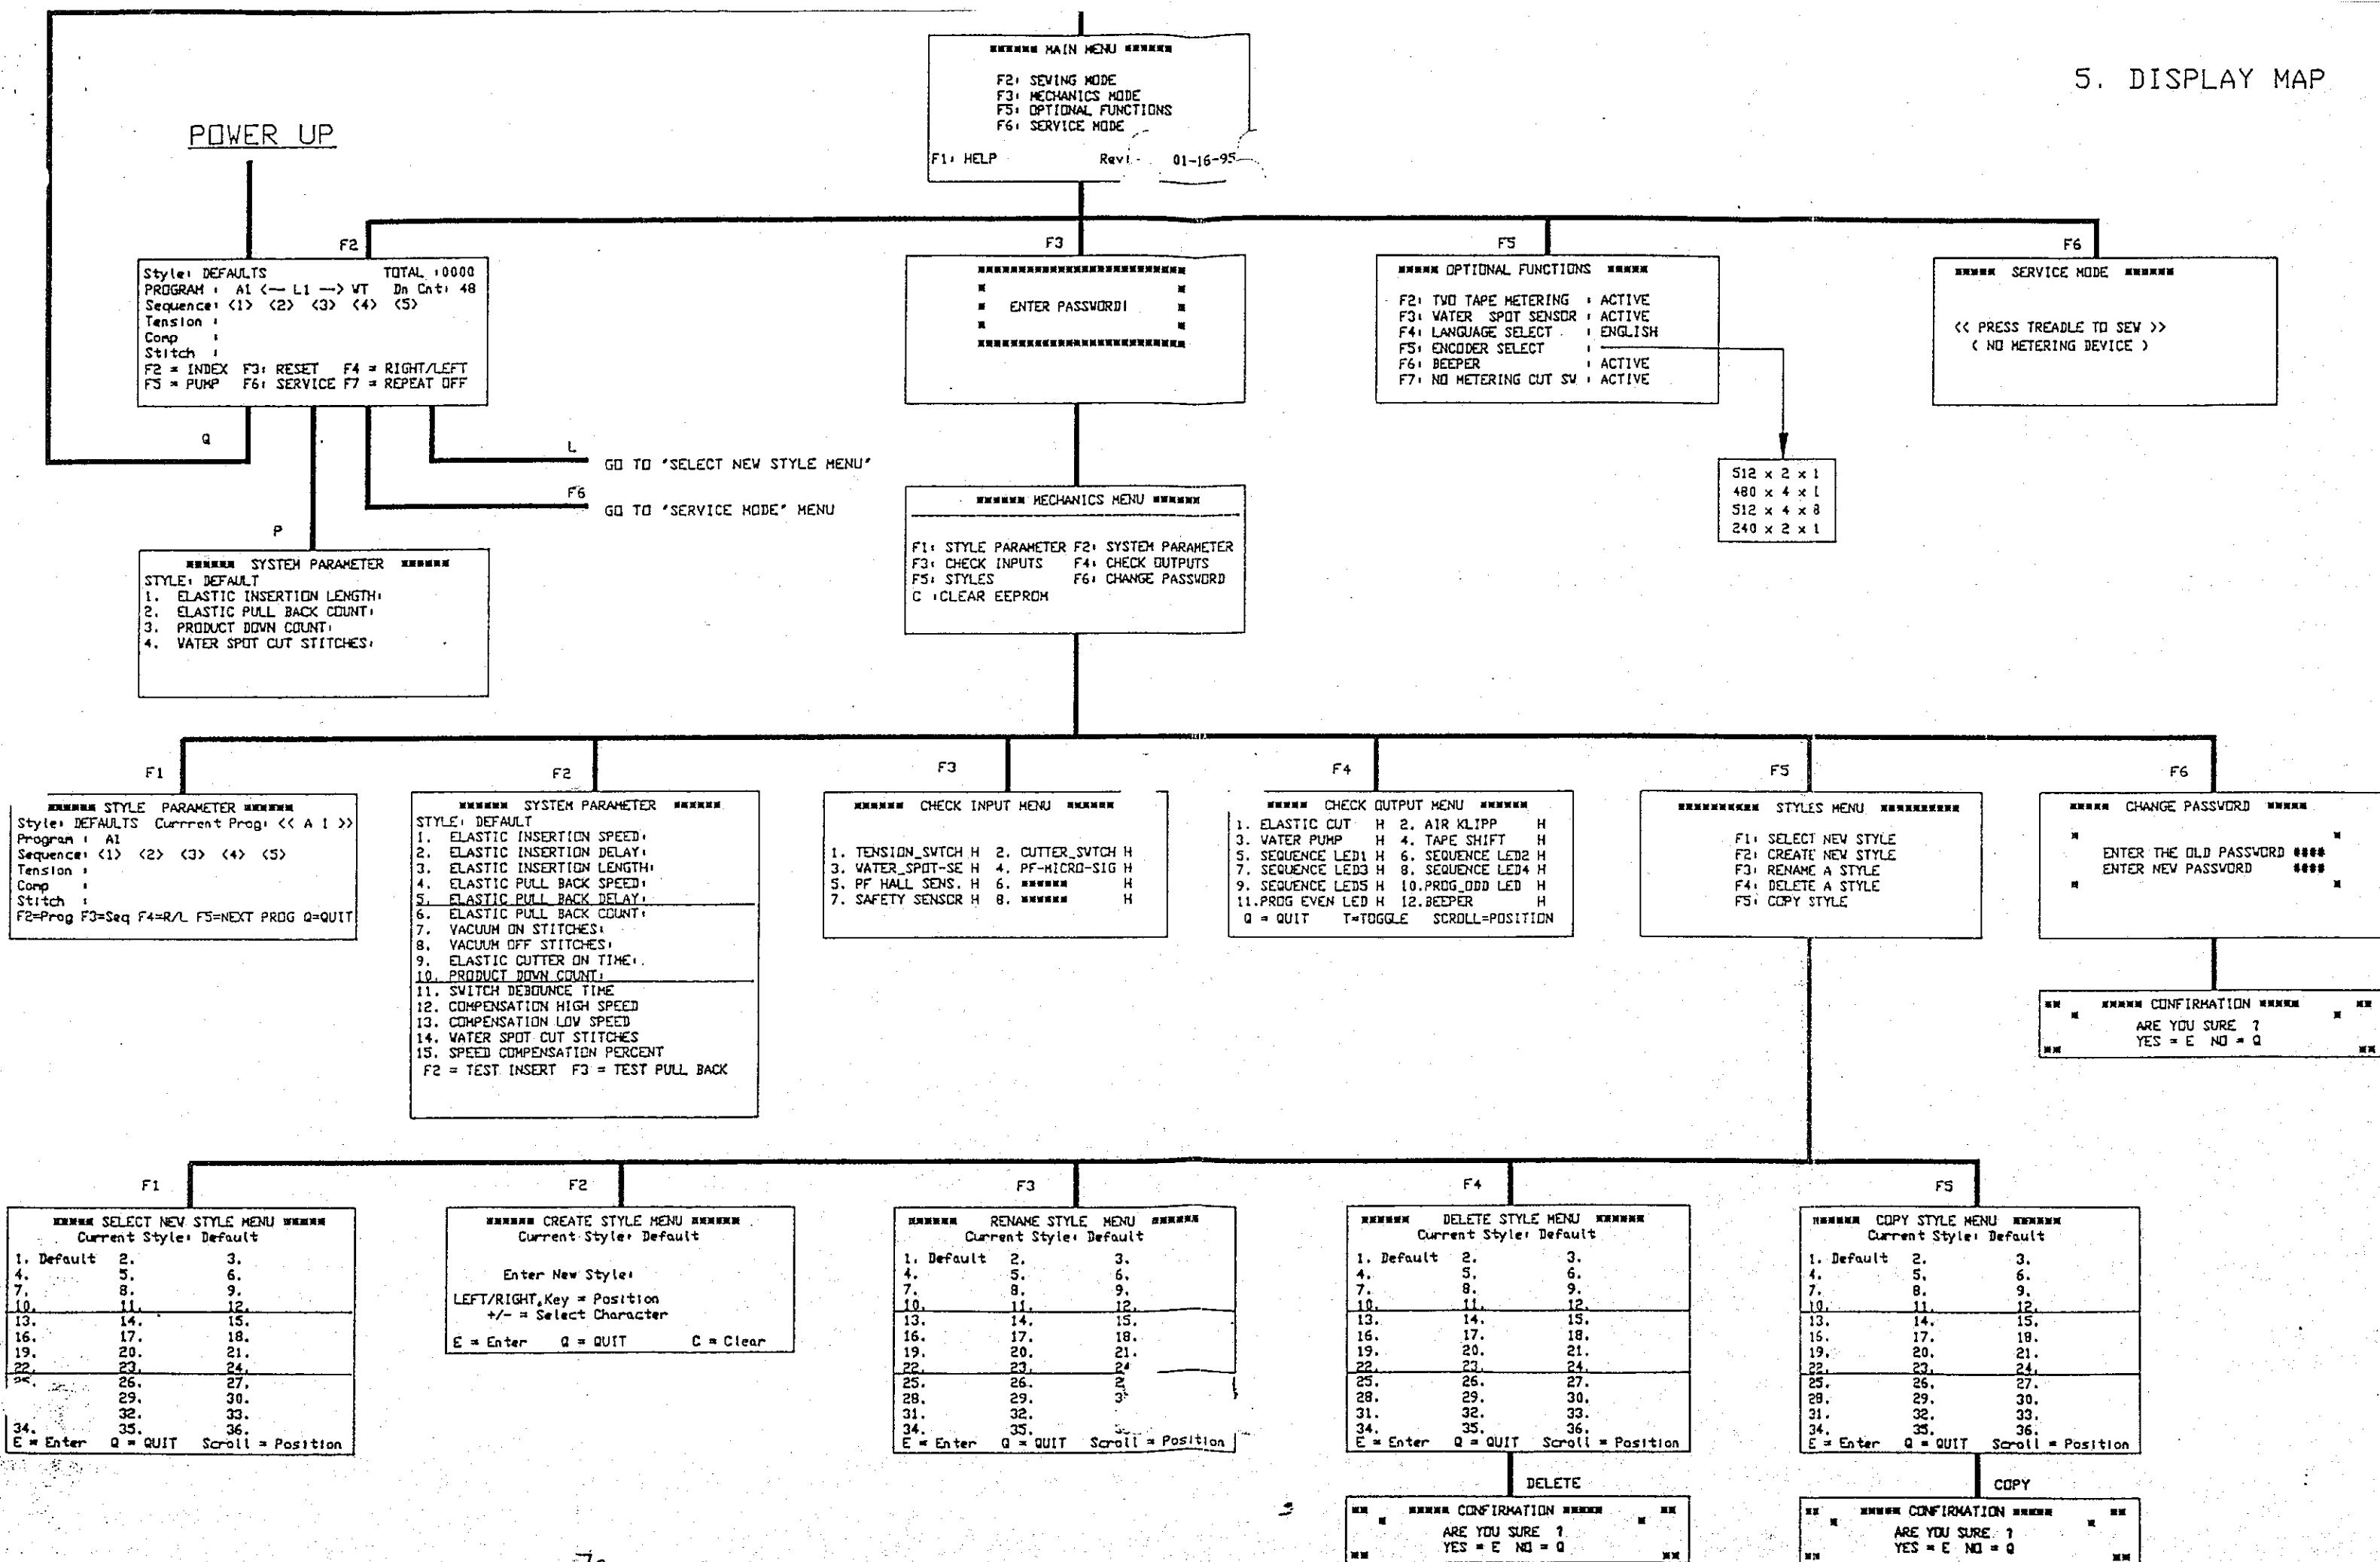 5. DISPLAY MAP
POWER UP
****** MAIN MENU ******
F2: SEWING MODE
F3: MECHANICS MODE
F5: OPTIONAL FUNCTIONS
F6: SERVICE MODE
F1: HELP 01-16-95
F2
Style: DEFAULTS TOTAL :0000
PROGRAM : A1 <-- L1 --> WT Dn Cnt: 48
Sequence: <1> <2> <3> <4> <5>
Tension :
Comp :
Stitch :
F2 = INDEX F3: RESET F4 = RIGHT/LEFT
F5 = PUMP F6: SERVICE F7 = REPEAT OFF
Q
L
GO TO "SELECT NEW STYLE MENU"
F6
GO TO "SERVICE MODE" MENU
P
****** SYSTEM PARAMETER ******
STYLE: DEFAULT
1. ELASTIC INSERTION LENGTH:
2. ELASTIC PULL BACK COUNT:
3. PRODUCT DOWN COUNT:
4. WATER SPOT CUT STITCHES:
F3
ENTER PASSWORD!
****** MECHANICS MENU ******
F1: STYLE PARAMETER F2: SYSTEM PARAMETER
F3: CHECK INPUTS F4: CHECK OUTPUTS
F5: STYLES F6: CHANGE PASSWORD
C :CLEAR EEPROM
F5
***** OPTIONAL FUNCTIONS *****
F2: TWO TAPE METERING : ACTIVE
F3: WATER SPOT SENSOR : ACTIVE
F4: LANGUAGE SELECT : ENGLISH
F5: ENCODER SELECT :
F6: BEEPER : ACTIVE
F7: NO METERING CUT SW : ACTIVE
512 x 2 x 1
480 x 4 x 1
512 x 4 x 8
240 x 2 x 1
F6
***** SERVICE MODE ******
<< PRESS TREADLE TO SEW >>
( NO METERING DEVICE )
F1
****** STYLE PARAMETER ******
Style: DEFAULTS Currrent Prog: << A 1 >>
Program : A1
Sequence: <1> <2> <3> <4> <5>
Tension :
Comp :
Stitch :
F2=Prog F3=Seq F4=R/L F5=NEXT PROG Q=QUIT
F2
****** SYSTEM PARAMETER ******
STYLE: DEFAULT
1. ELASTIC INSERTION SPEED:
2. ELASTIC INSERTION DELAY:
3. ELASTIC INSERTION LENGTH:
4. ELASTIC PULL BACK SPEED:
5. ELASTIC PULL BACK DELAY:
6. ELASTIC PULL BACK COUNT:
7. VACUUM ON STITCHES:
8. VACUUM OFF STITCHES:
9. ELASTIC CUTTER ON TIME:
10. PRODUCT DOWN COUNT:
11. SWITCH DEBOUNCE TIME
12. COMPENSATION HIGH SPEED
13. COMPENSATION LOW SPEED
14. WATER SPOT CUT STITCHES
15. SPEED COMPENSATION PERCENT
F2 = TEST INSERT F3 = TEST PULL BACK
F3
****** CHECK INPUT MENU ******
1. TENSION_SWTCH H 2. CUTTER_SWTCH H
3. WATER_SPOT-SE H 4. PF-MICRO-SIG H
5. PF HALL SENS. H 6. ****** H
7. SAFETY SENSOR H 8. ****** H
F4
***** CHECK OUTPUT MENU ******
1. ELASTIC CUT H 2. AIR KLIPP H
3. WATER PUMP H 4. TAPE SHIFT H
5. SEQUENCE LED1 H 6. SEQUENCE LED2 H
7. SEQUENCE LED3 H 8. SEQUENCE LED4 H
9. SEQUENCE LED5 H 10.PROG_ODD LED H
11.PROG EVEN LED H 12.BEEPER H
Q = QUIT T=TOGGLE SCROLL=POSITION
F5
********** STYLES MENU **********
F1: SELECT NEW STYLE
F2: CREATE NEW STYLE
F3: RENAME A STYLE
F4: DELETE A STYLE
F5: COPY STYLE
F6
***** CHANGE PASSWORD *****
ENTER THE OLD PASSWORD ####
ENTER NEW PASSWORD ####
** ***** CONFIRMATION ***** **
ARE YOU SURE ?
YES = E NO = Q
F1
***** SELECT NEW STYLE MENU *****
Current Style: Default
1. Default 2. 3.
4. 5. 6.
7. 8. 9.
10. 11. 12.
13. 14. 15.
16. 17. 18.
19. 20. 21.
22. 23. 24.
26. 27.
29. 30.
32. 33.
34. 35. 36.
E = Enter Q = QUIT Scroll = Position
F2
****** CREATE STYLE MENU ******
Current Style: Default
Enter New Style:
LEFT/RIGHT Key = Position
+/- = Select Character
E = Enter Q = QUIT C = Clear
F3
****** RENAME STYLE MENU ******
Current Style: Default
1. Default 2. 3.
4. 5. 6.
7. 8. 9.
10. 11. 12.
13. 14. 15.
16. 17. 18.
19. 20. 21.
22. 23. 24
25. 26.
28. 29.
31. 32.
34. 35.
E = Enter Q = QUIT Scroll = Position
F4
****** DELETE STYLE MENU ******
Current Style: Default
1. Default 2. 3.
4. 5. 6.
7. 8. 9.
10. 11. 12.
13. 14. 15.
16. 17. 18.
19. 20. 21.
22. 23. 24.
25. 26. 27.
28. 29. 30.
31. 32. 33.
34. 35. 36.
E = Enter Q = QUIT Scroll = Position
DELETE
** ***** CONFIRMATION ***** **
ARE YOU SURE ?
YES = E NO = Q
F5
****** COPY STYLE MENU ******
Current Style: Default
1. Default 2. 3.
4. 5. 6.
7. 8. 9.
10. 11. 12.
13. 14. 15.
16. 17. 18.
19. 20. 21.
22. 23. 24.
25. 26. 27.
28. 29. 30.
31. 32. 33.
34. 35. 36.
E = Enter Q = QUIT Scroll = Position
COPY
** ***** CONFIRMATION ***** **
ARE YOU SURE ?
YES = E NO = Q